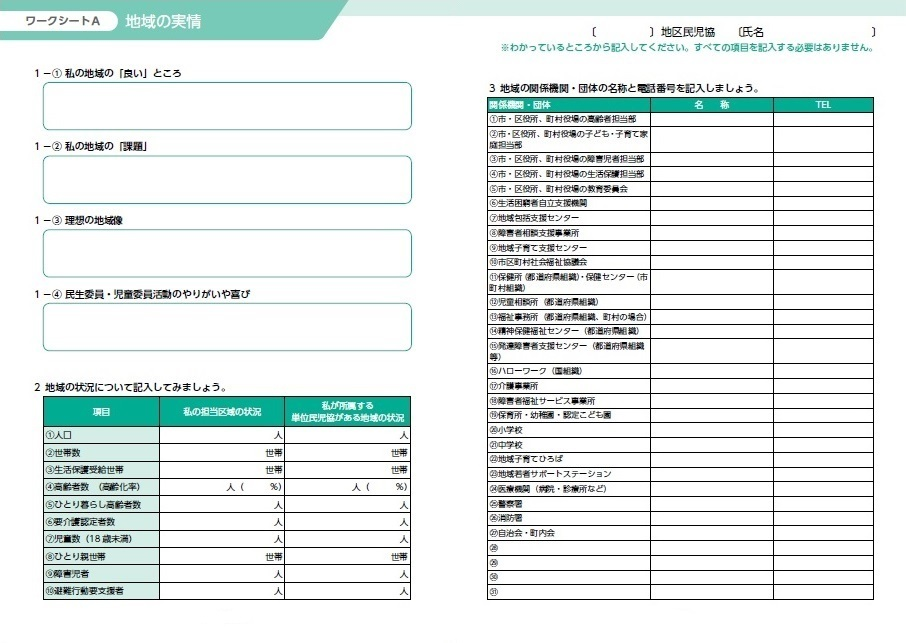 ワークシートA 地域の実情
〔 〕地区民児協 〔氏名 〕
※わかっているところから記入してください。すべての項目を記入する必要はありません。
1－① 私の地域の「良い」ところ
1－② 私の地域の「課題」
1－③ 理想の地域像
1－④ 民生委員・児童委員活動のやりがいや喜び
2 地域の状況について記入してみましょう。
項目 私の担当区域の状況 私が所属する
単位民児協がある地域の状況
①人口 人 人
②世帯数 世帯 世帯
③生活保護受給世帯 世帯 世帯
④高齢者数 （高齢化率） 人（ %） 人（ %）
⑤ひとり暮らし高齢者数 人 人
⑥要介護認定者数 人 人
⑦児童数（18 歳未満） 人 人
⑧ひとり親世帯 世帯 世帯
⑨障害児者 人 人
⑩避難行動要支援者 人 人
3 地域の関係機関・団体の名称と電話番号を記入しましょう。
関係機関・団体 名 称 TEL
①市・区役所、町村役場の高齢者担当部
②市・区役所、町村役場の子ども・子育て家
庭担当部
③市・区役所、町村役場の障害児者担当部
④市・区役所、町村役場の生活保護担当部
⑤市・区役所、町村役場の教育委員会
⑥生活困窮者自立支援機関
⑦地域包括支援センター
⑧障害者相談支援事業所
⑨地域子育て支援センター
⑩市区町村社会福祉協議会
⑪保健所（都道府県組織）・保健センター（市
町村組織）
⑫児童相談所（都道府県組織）
⑬福祉事務所（都道府県組織、町村の場合）
⑭精神保健福祉センター（都道府県組織）
⑮発達障害者支援センター（都道府県組織
等）
⑯ハローワーク（国組織）
⑰介護事業所
⑱障害者福祉サービス事業所
⑲保育所・幼稚園・認定こども園
⑳小学校
㉑中学校
㉒地域子育てひろば
㉓地域若者サポートステーション
㉔医療機関（病院・診療所など）
㉕警察署
㉖消防署
㉗自治会・町内会
㉘
㉙
㉚
㉛